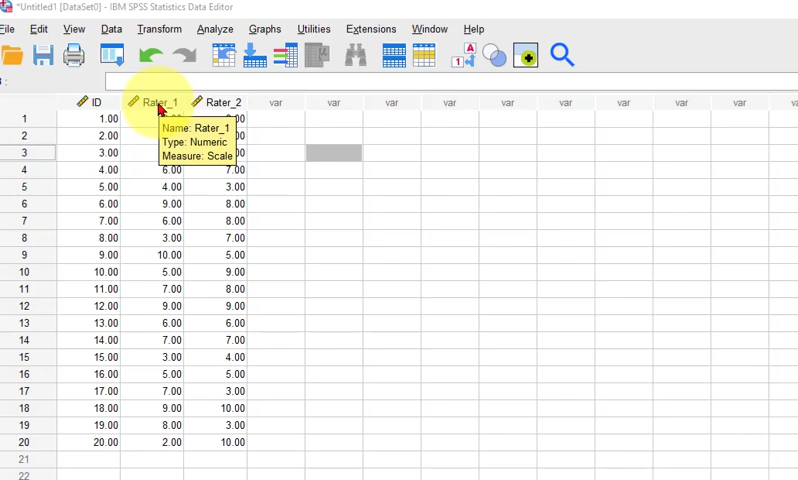 *Untitled1 [DataSet0] - IBM SPSS Statistics Data Editor
File Edit View Data Transform Analyze Graphs Utilities Extensions Window Help
ID Rater_1 Rater_2 var var var var var var var var var
1 1.00
2 2.00
3 3.00
Name: Rater_1
Type: Numeric
Measure: Scale
4 4.00 6.00 7.00
5 5.00 4.00 3.00
6 6.00 9.00 8.00
7 7.00 6.00 8.00
8 8.00 3.00 7.00
9 9.00 10.00 5.00
10 10.00 5.00 9.00
11 11.00 7.00 8.00
12 12.00 9.00 9.00
13 13.00 6.00 6.00
14 14.00 7.00 7.00
15 15.00 3.00 4.00
16 16.00 5.00 5.00
17 17.00 7.00 3.00
18 18.00 9.00 10.00
19 19.00 8.00 3.00
20 20.00 2.00 10.00
21
22